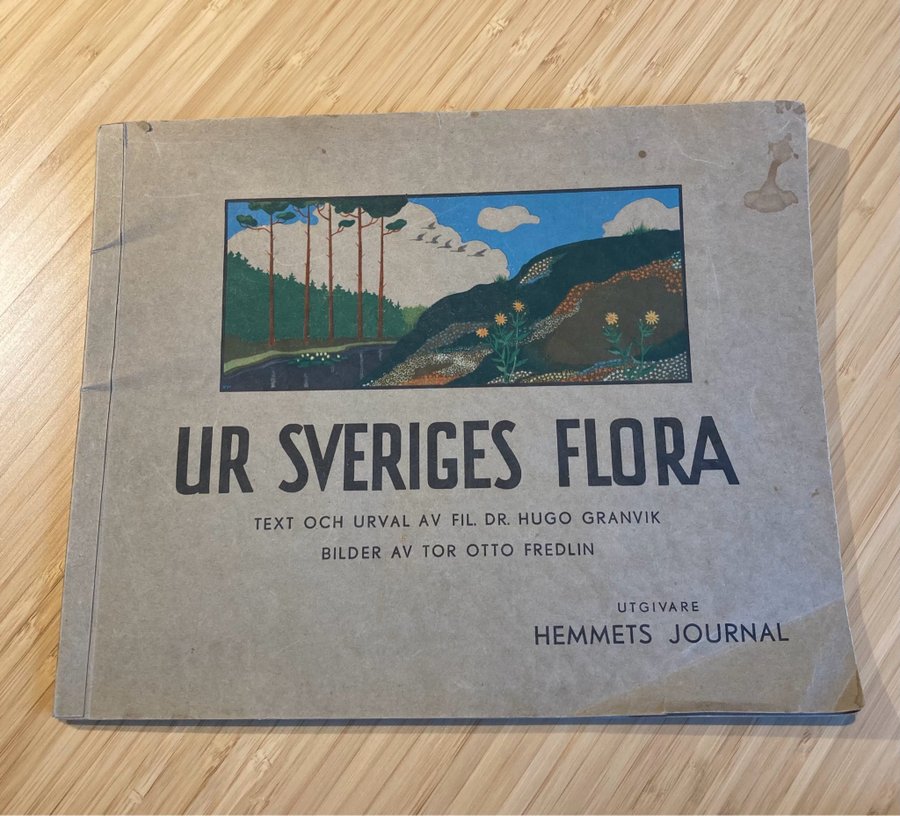 UR SVERIGES FLORA
TEXT OCH URVAL AV FIL. DR. HUGO GRANVIK
BILDER AV TOR OTTO FREDLIN
UTGIVARE
HEMMETS JOURNAL